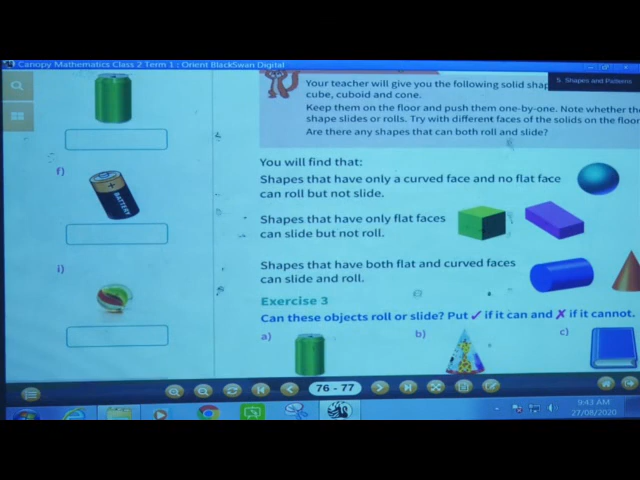 Canopy Mathematics Class 2 Term 1 : Orient BlackSwan Digital
5. Shapes and Patterns
f)
BATTERY
i)
Your teacher will give you the following solid
cube, cuboid and cone.
Keep them on the floor and push them one-by-one. Note whether
shape slides or rolls. Try with different faces of the solids on the floor
Are there any shapes that can both roll and slide?
You will find that:
Shapes that have only a curved face and no flat face
can roll but not slide.
Shapes that have only flat faces
can slide but not roll.
Shapes that have both flat and curved faces
can slide and roll.
Exercise 3
Can these objects roll or slide? Put ✓ if it can and ✗ if it cannot.
a)
b)
c)
76 - 77
9:43 AM
27/08/2020